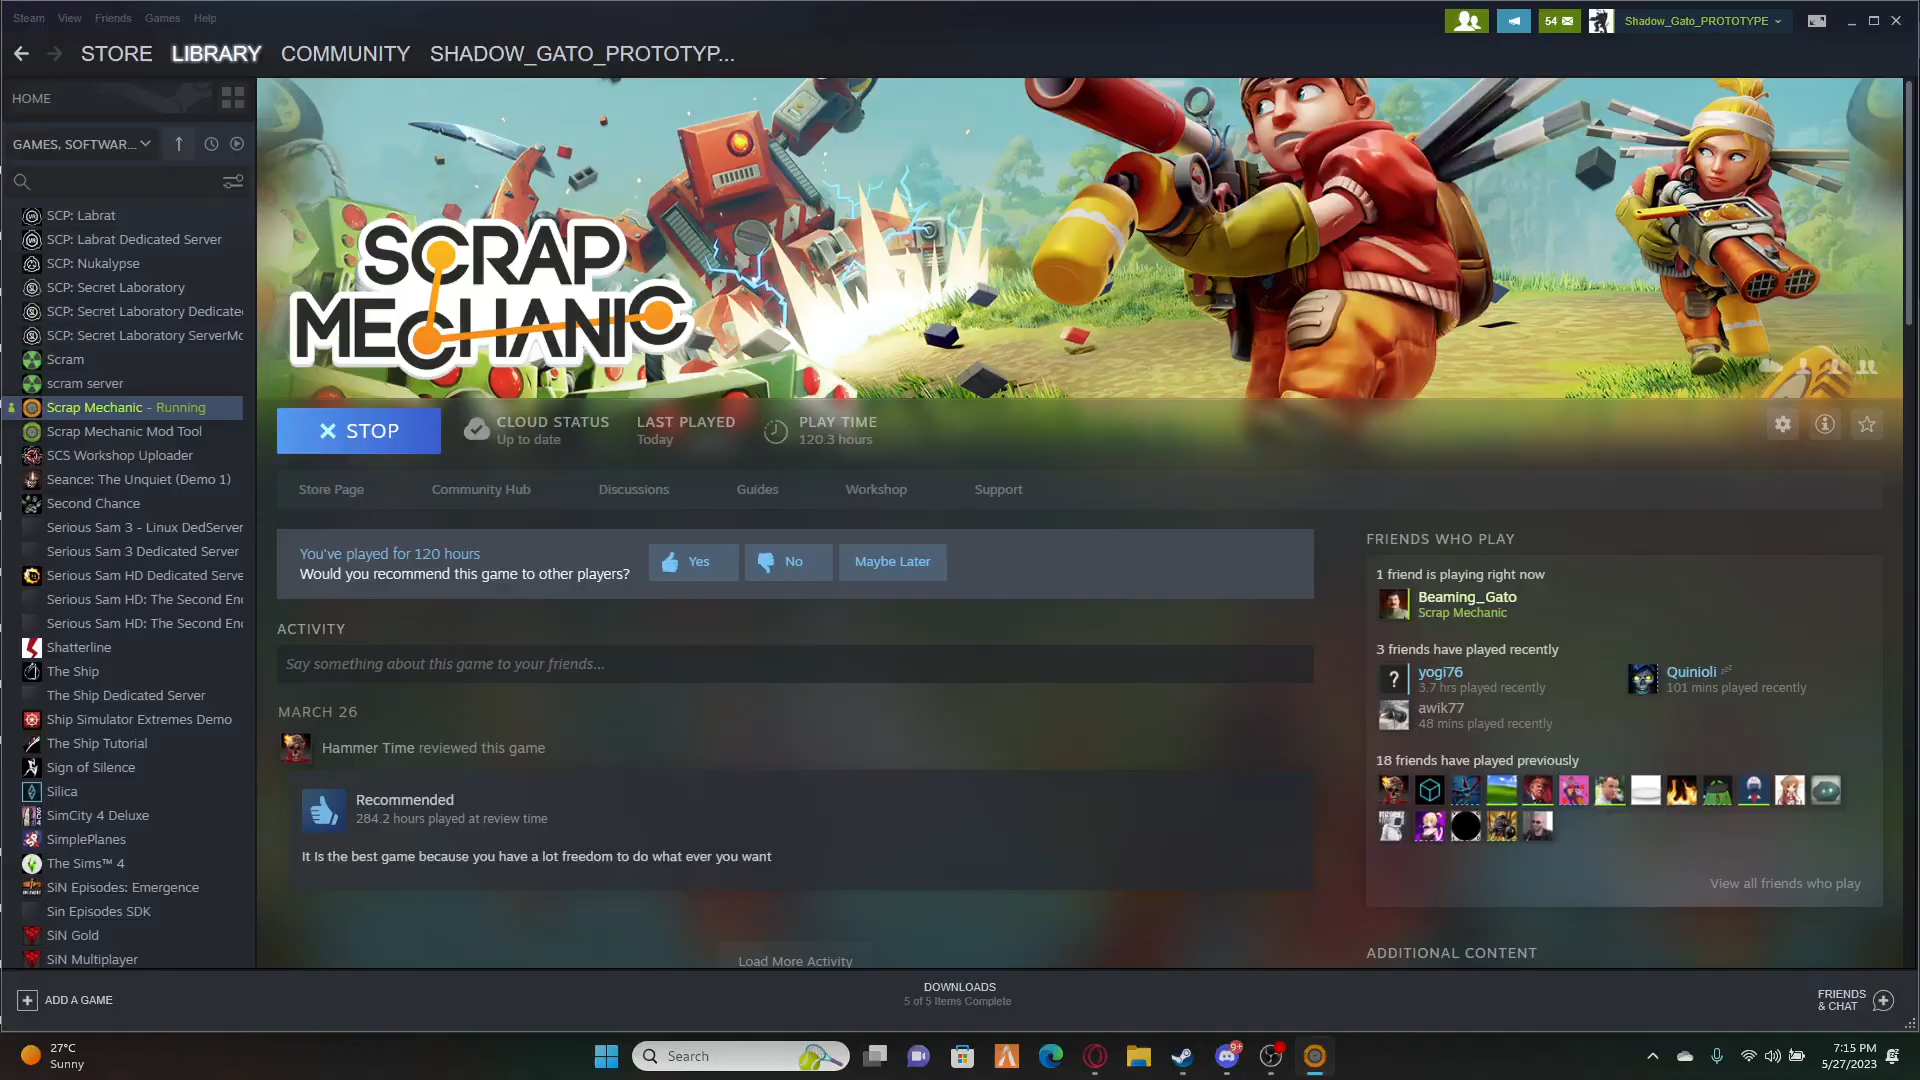 Steam View Friends Games Help
54
Shadow_Gato_PROTOTYPE
STORE LIBRARY COMMUNITY SHADOW_GATO_PROTOTYP...
HOME
GAMES, SOFTWAR...
SCP: Labrat
SCP: Labrat Dedicated Server
SCP: Nukalypse
SCP: Secret Laboratory
SCP: Secret Laboratory Dedicate
SCP: Secret Laboratory ServerMo
Scram
scram server
Scrap Mechanic - Running
Scrap Mechanic Mod Tool
SCS Workshop Uploader
Seance: The Unquiet (Demo 1)
Second Chance
Serious Sam 3 - Linux DedServer
Serious Sam 3 Dedicated Server
Serious Sam HD Dedicated Serve
Serious Sam HD: The Second Enc
Serious Sam HD: The Second Enc
Shatterline
The Ship
The Ship Dedicated Server
Ship Simulator Extremes Demo
The Ship Tutorial
Sign of Silence
Silica
SimCity 4 Deluxe
SimplePlanes
The Sims™ 4
SiN Episodes: Emergence
Sin Episodes SDK
SiN Gold
SiN Multiplayer
ADD A GAME
SCRAP
MECHANIC
STOP
CLOUD STATUS
Up to date
LAST PLAYED
Today
PLAY TIME
120.3 hours
Store Page Community Hub Discussions Guides Workshop Support
You've played for 120 hours
Would you recommend this game to other players?
Yes No Maybe Later
ACTIVITY
Say something about this game to your friends...
MARCH 26
Hammer Time reviewed this game
Recommended
284.2 hours played at review time
It Is the best game because you have a lot freedom to do what ever you want
Load More Activity
FRIENDS WHO PLAY
1 friend is playing right now
Beaming_Gato
Scrap Mechanic
3 friends have played recently
yogi76
3.7 hrs played recently
Quinioli zzz
101 mins played recently
awik77
48 mins played recently
18 friends have played previously
View all friends who play
ADDITIONAL CONTENT
DOWNLOADS
5 of 5 Items Complete
FRIENDS
& CHAT
27°C
Sunny
Search
9+
7:15 PM
5/27/2023